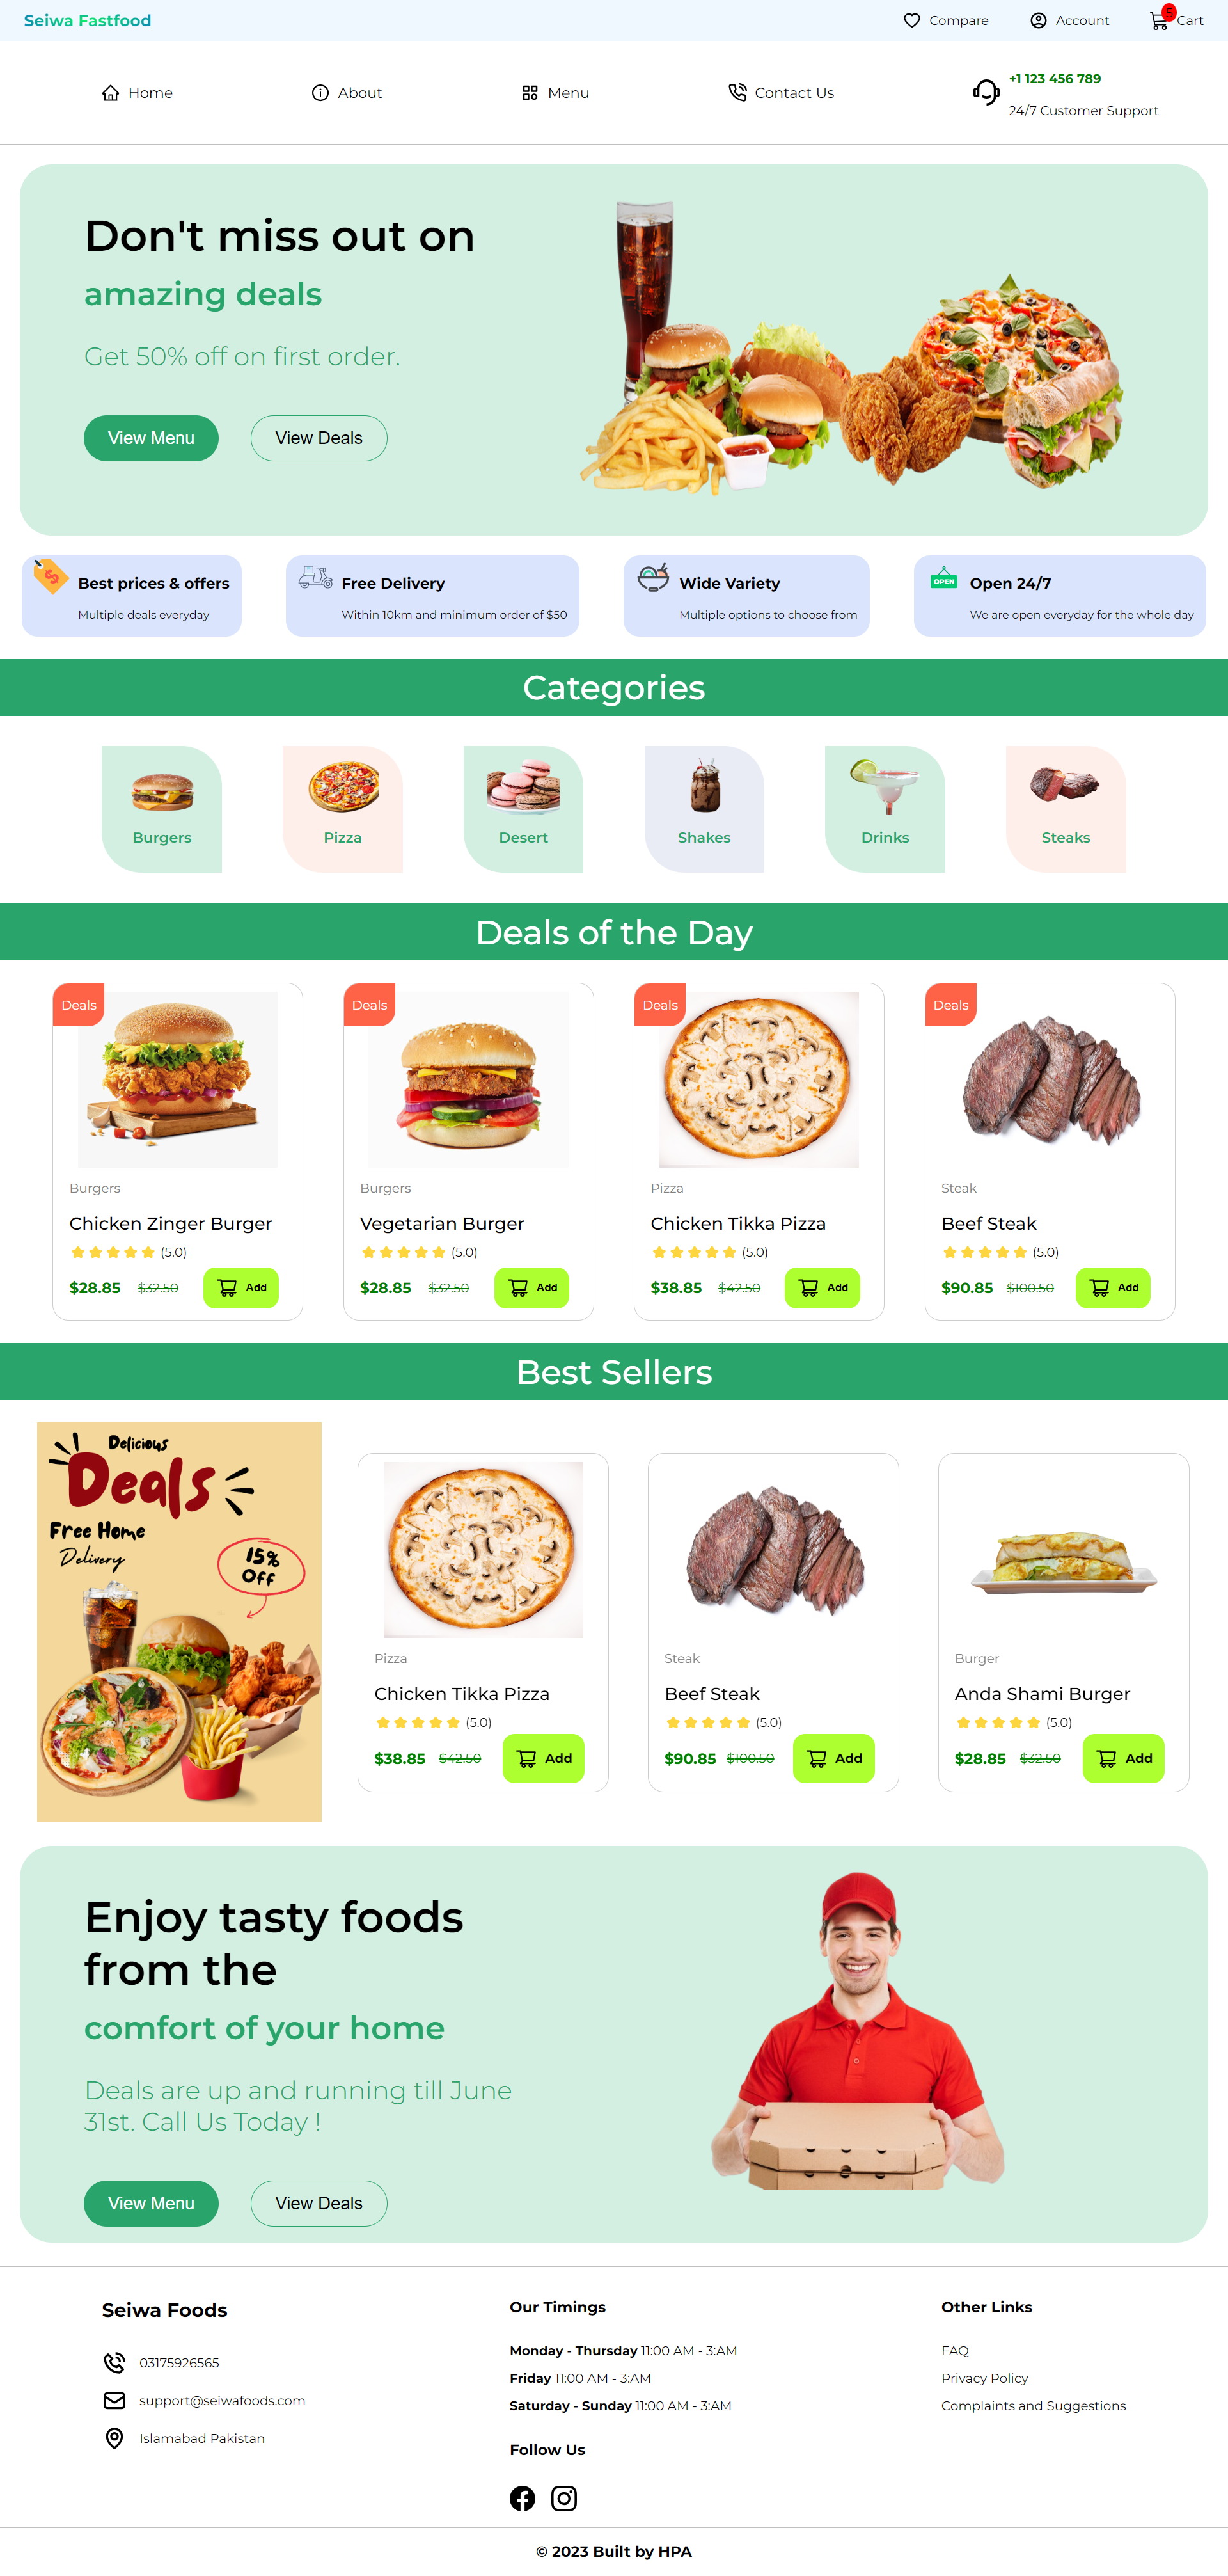 Seiwa Fastfood
Compare
Account
5
Cart
Home
About
Menu
Contact Us
+1 123 456 789
24/7 Customer Support
Don't miss out on
amazing deals
Get 50% off on first order.
View Menu
View Deals
$
Best prices & offers
Multiple deals everyday
Free Delivery
Within 10km and minimum order of $50
Wide Variety
Multiple options to choose from
OPEN
Open 24/7
We are open everyday for the whole day
Categories
Burgers
Pizza
Desert
Shakes
Drinks
Steaks
Deals of the Day
Deals
Burgers
Chicken Zinger Burger
(5.0)
$28.85 $32.50
Add
Deals
Burgers
Vegetarian Burger
(5.0)
$28.85 $32.50
Add
Deals
Pizza
Chicken Tikka Pizza
(5.0)
$38.85 $42.50
Add
Deals
Steak
Beef Steak
(5.0)
$90.85 $100.50
Add
Best Sellers
Delicious
Deals
Free Home
Delivery
15%
Off
Pizza
Chicken Tikka Pizza
(5.0)
$38.85 $42.50
Add
Steak
Beef Steak
(5.0)
$90.85 $100.50
Add
Burger
Anda Shami Burger
(5.0)
$28.85 $32.50
Add
Enjoy tasty foods
from the
comfort of your home
Deals are up and running till June
31st. Call Us Today !
View Menu
View Deals
Seiwa Foods
03175926565
support@seiwafoods.com
Islamabad Pakistan
Our Timings
Monday - Thursday 11:00 AM - 3:AM
Friday 11:00 AM - 3:AM
Saturday - Sunday 11:00 AM - 3:AM
Follow Us
Other Links
FAQ
Privacy Policy
Complaints and Suggestions
© 2023 Built by HPA